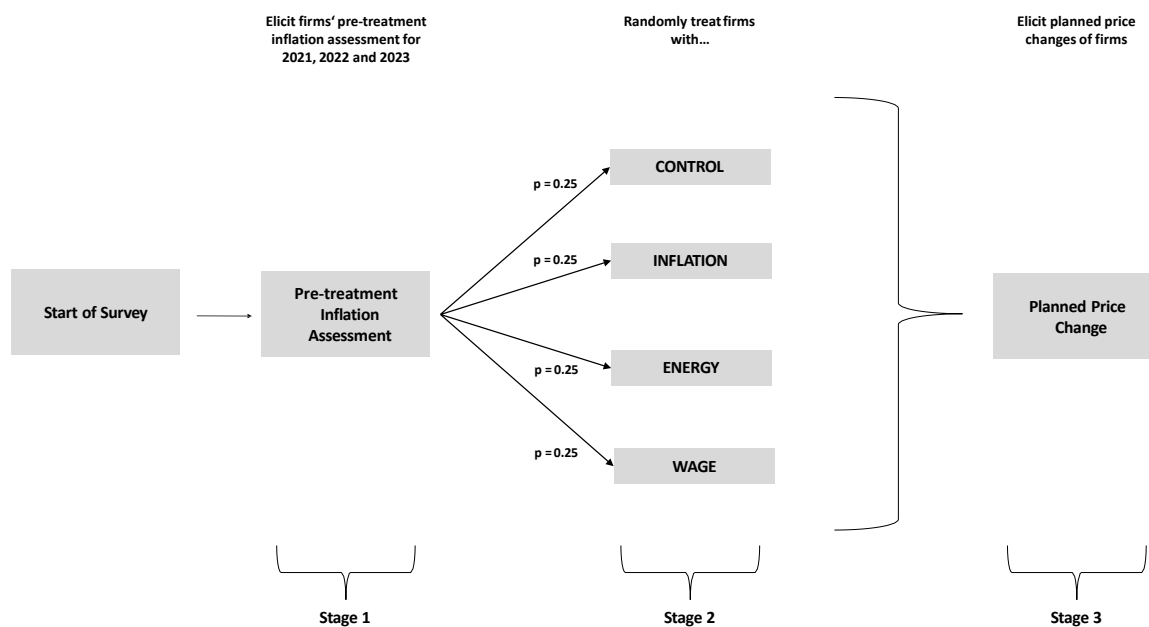 Elicit firms‘ pre-treatment
inflation assessment for
2021, 2022 and 2023
Randomly treat firms
with…
Elicit planned price
changes of firms
Start of Survey
Pre-treatment
Inflation
Assessment
p = 0.25
CONTROL
p = 0.25
INFLATION
p = 0.25
ENERGY
p = 0.25
WAGE
Planned Price
Change
Stage 1
Stage 2
Stage 3